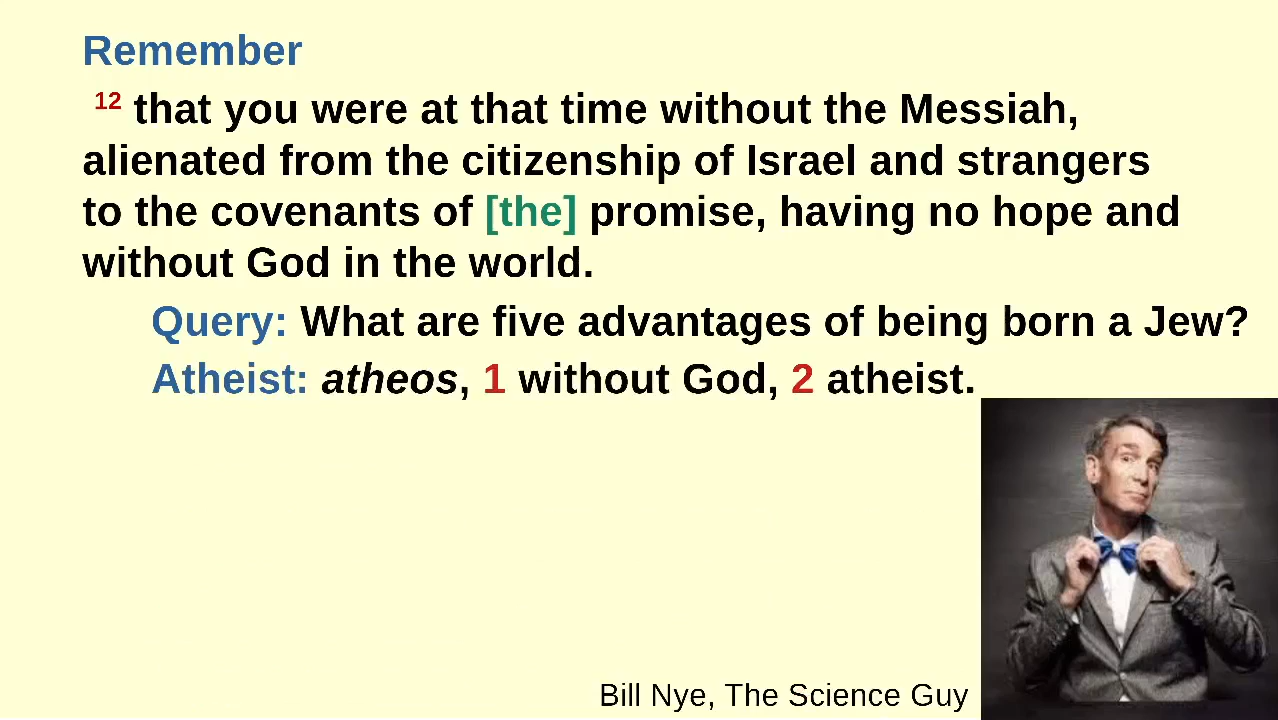 Remember
12 that you were at that time without the Messiah,
alienated from the citizenship of Israel and strangers
to the covenants of [the] promise, having no hope and
without God in the world.
Query: What are five advantages of being born a Jew?
Atheist: atheos, 1 without God, 2 atheist.
Bill Nye, The Science Guy